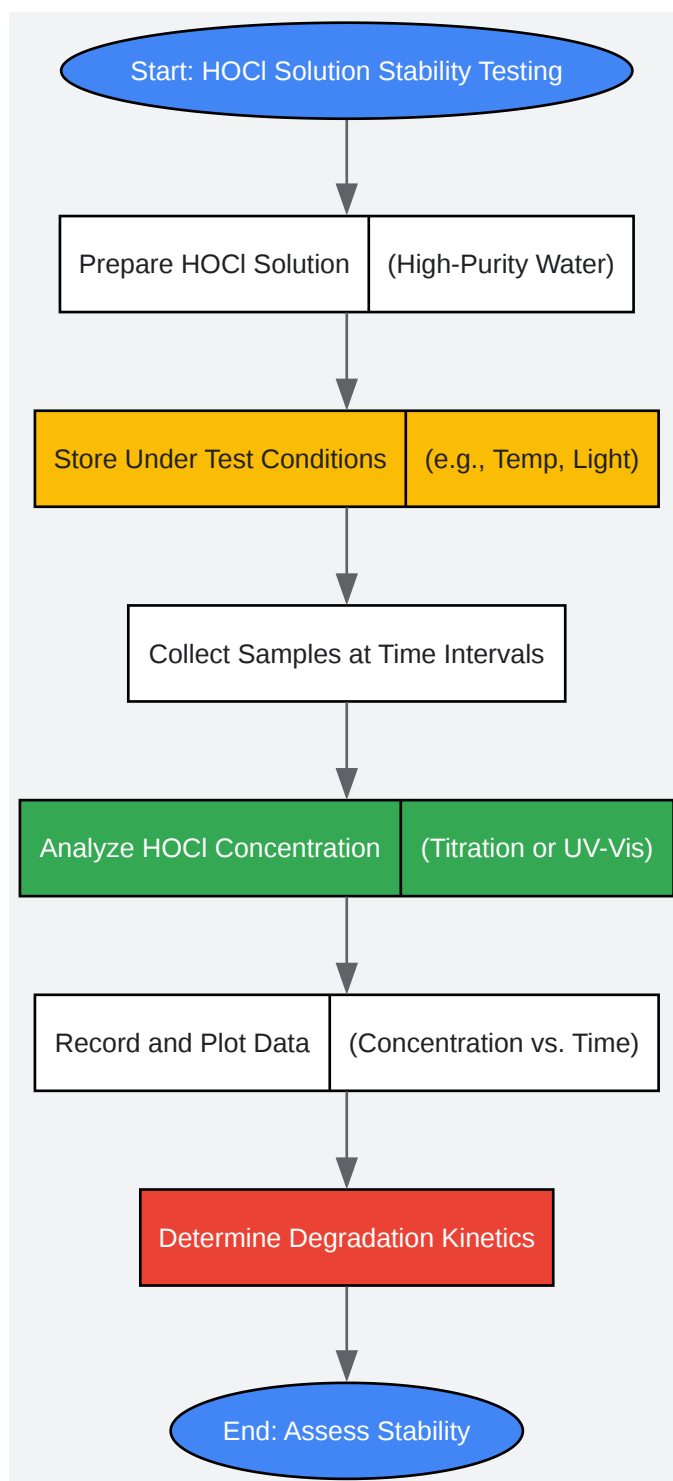 Start: HOCl Solution Stability Testing
Prepare HOCl Solution (High-Purity Water)
Store Under Test Conditions (e.g., Temp, Light)
Collect Samples at Time Intervals
Analyze HOCl Concentration (Titration or UV-Vis)
Record and Plot Data (Concentration vs. Time)
Determine Degradation Kinetics
End: Assess Stability